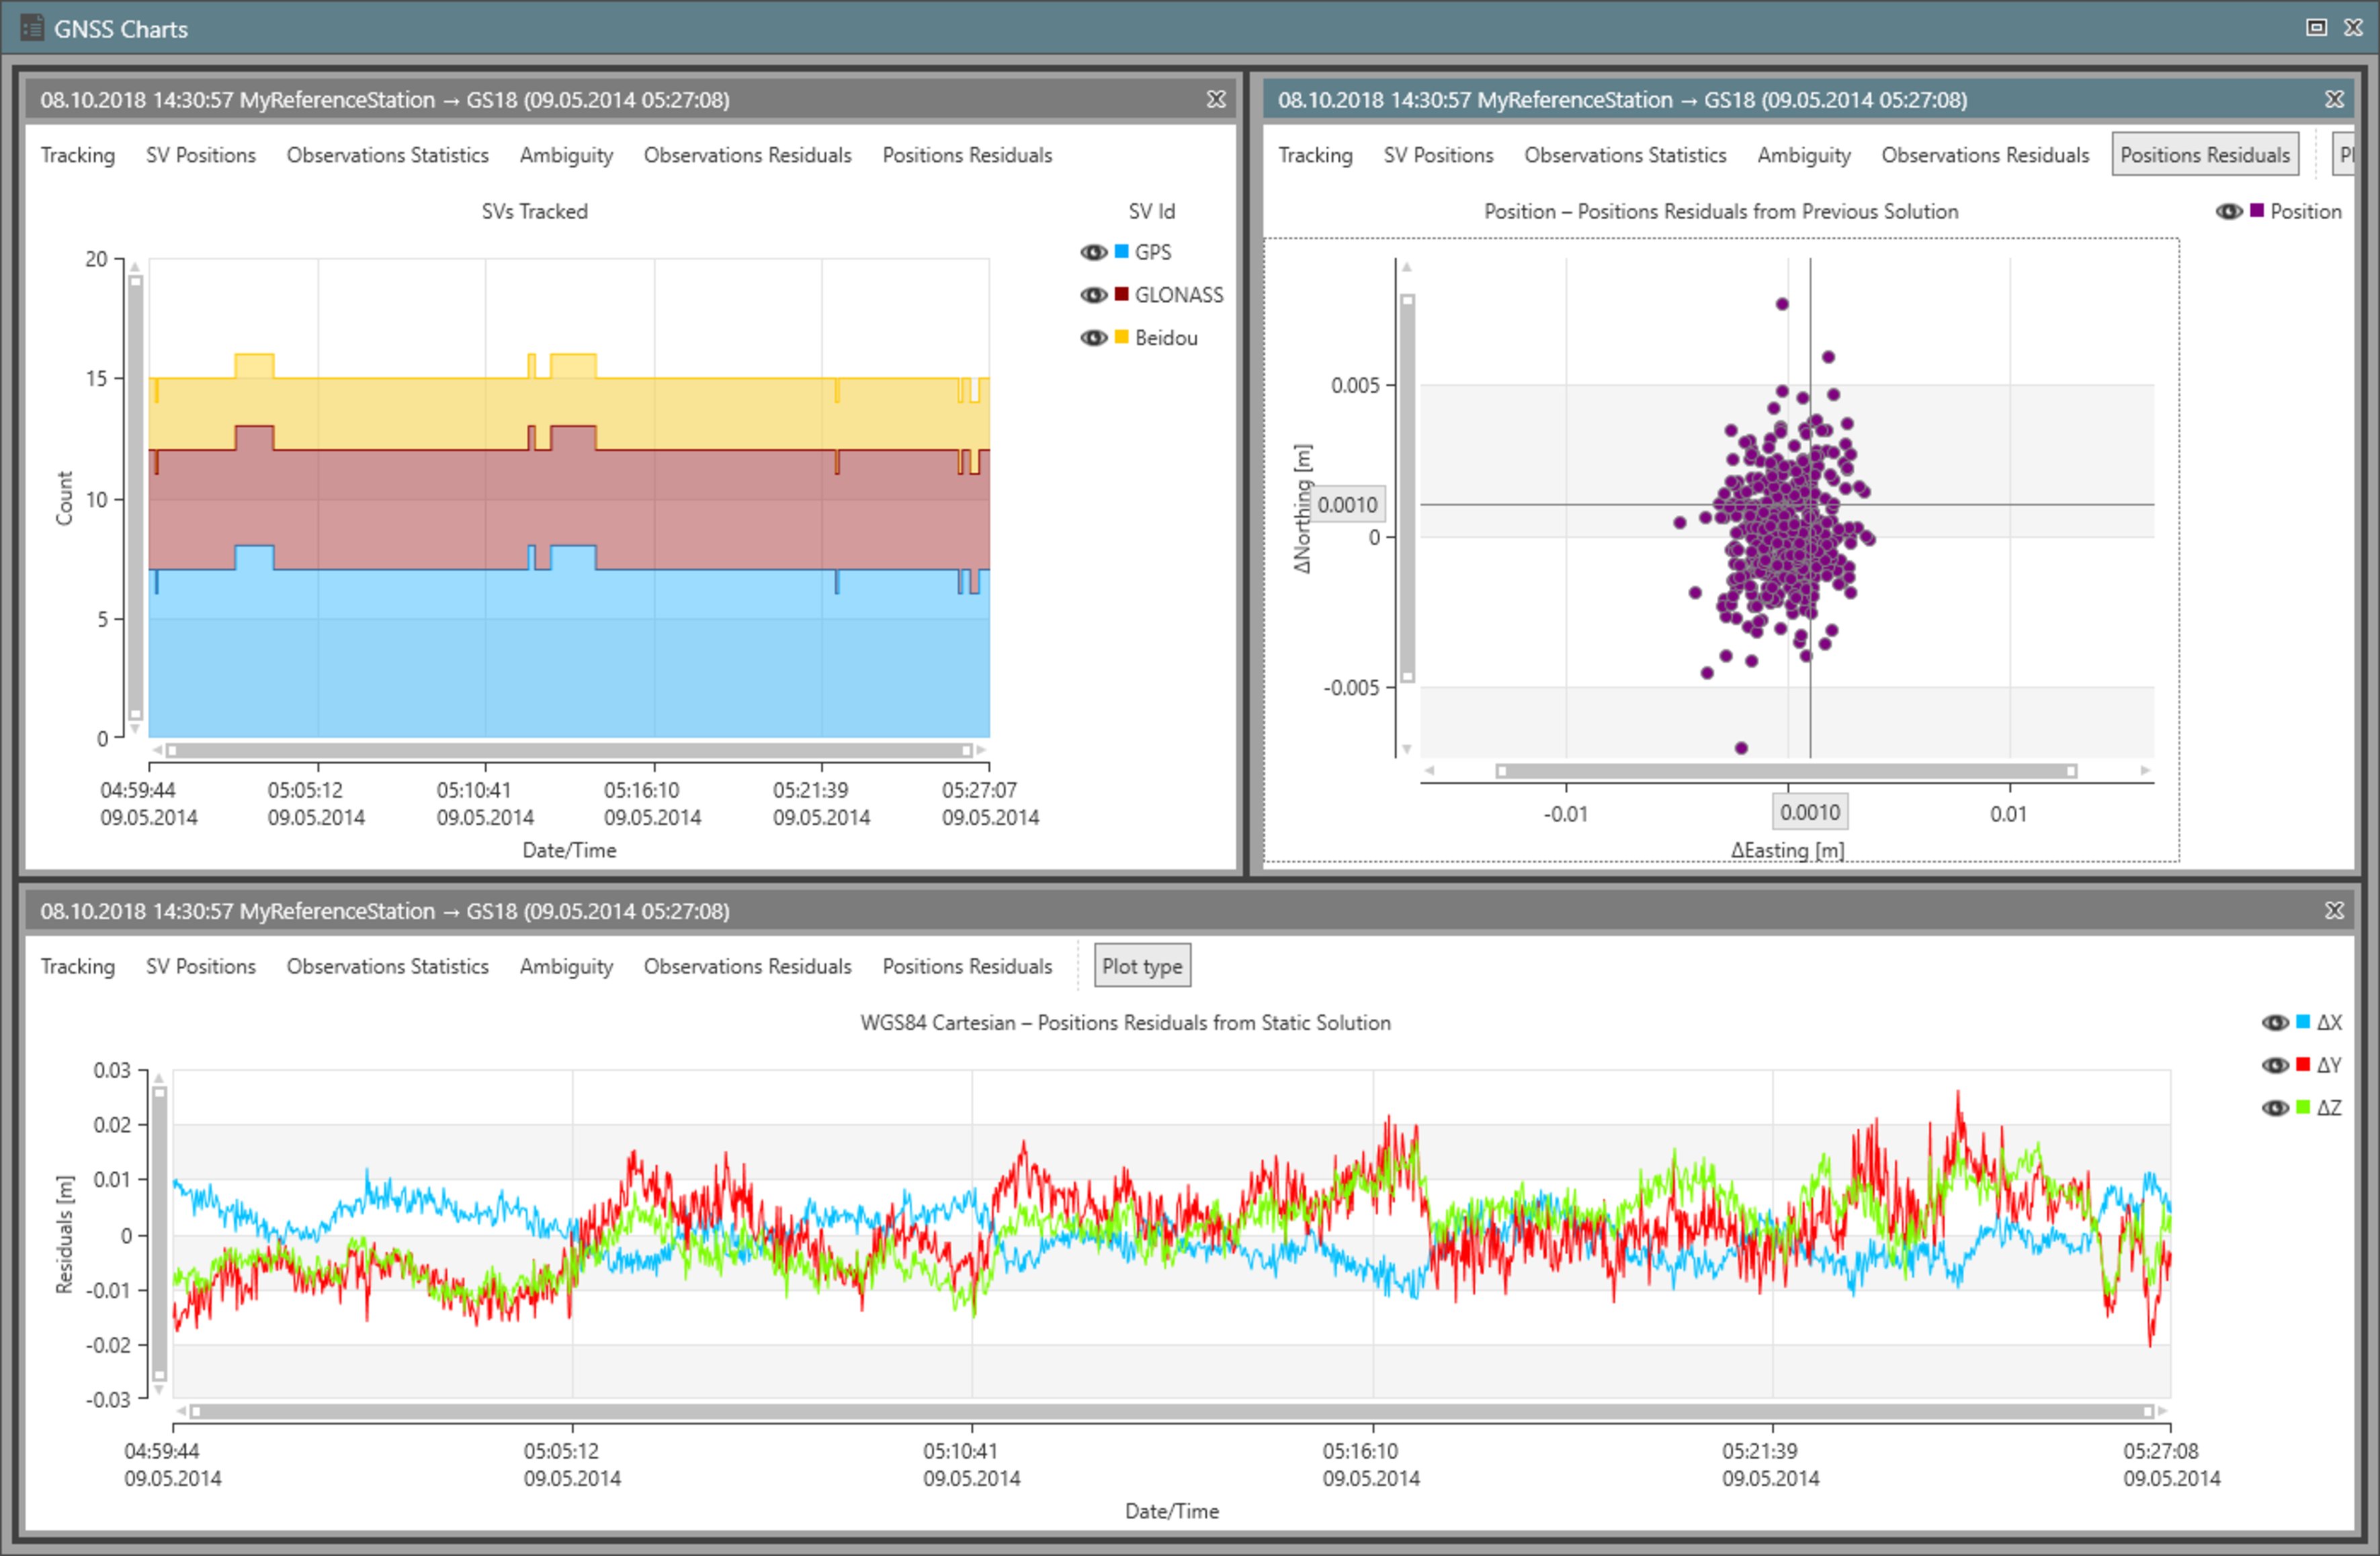 GNSS Charts
08.10.2018 14:30:57 MyReferenceStation → GS18 (09.05.2014 05:27:08)
Tracking SV Positions Observations Statistics Ambiguity Observations Residuals Positions Residuals
SVs Tracked
SV Id
GPS
GLONASS
Beidou
20
15
10
5
0
Count
04:59:44 05:05:12 05:10:41 05:16:10 05:21:39 05:27:07
09.05.2014 09.05.2014 09.05.2014 09.05.2014 09.05.2014 09.05.2014
Date/Time
08.10.2018 14:30:57 MyReferenceStation → GS18 (09.05.2014 05:27:08)
Tracking SV Positions Observations Statistics Ambiguity Observations Residuals Positions Residuals
Position – Positions Residuals from Previous Solution
Position
0.005
0.0010
0
-0.005
ΔNorthing [m]
-0.01 0.0010 0.01
ΔEasting [m]
08.10.2018 14:30:57 MyReferenceStation → GS18 (09.05.2014 05:27:08)
Tracking SV Positions Observations Statistics Ambiguity Observations Residuals Positions Residuals Plot type
WGS84 Cartesian – Positions Residuals from Static Solution
ΔX
ΔY
ΔZ
0.03
0.02
0.01
0
-0.01
-0.02
-0.03
Residuals [m]
04:59:44 05:05:12 05:10:41 05:16:10 05:21:39 05:27:08
09.05.2014 09.05.2014 09.05.2014 09.05.2014 09.05.2014 09.05.2014
Date/Time